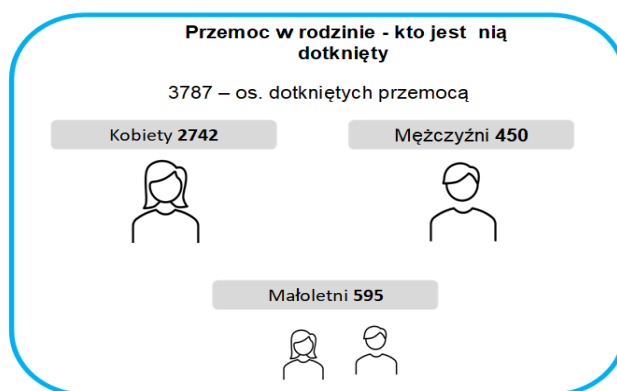 Przemoc w rodzinie - kto jest nią
dotknięty
3787 – os. dotkniętych przemocą
Kobiety 2742
Mężczyźni 450
Małoletni 595